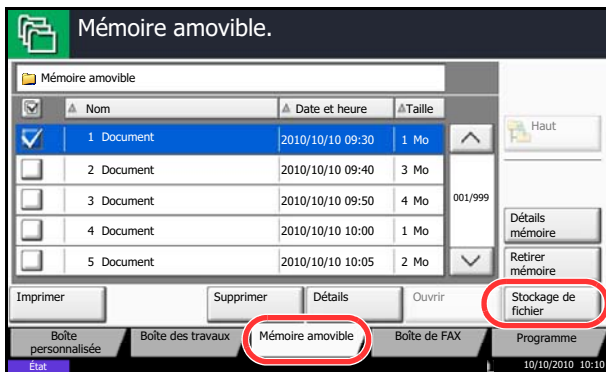 Mémoire amovible.
Mémoire amovible
Nom Date et heure Taille
1 Document 2010/10/10 09:30 1 Mo
2 Document 2010/10/10 09:40 3 Mo
3 Document 2010/10/10 09:50 4 Mo
4 Document 2010/10/10 10:00 1 Mo
5 Document 2010/10/10 10:05 2 Mo
001/999
Haut
Détails
mémoire
Retirer
mémoire
Imprimer Supprimer Détails Ouvrir
Stockage de
fichier
Boîte
personnalisée
Boîte des travaux Mémoire amovible Boîte de FAX Programme
État 10/10/2010 10:10